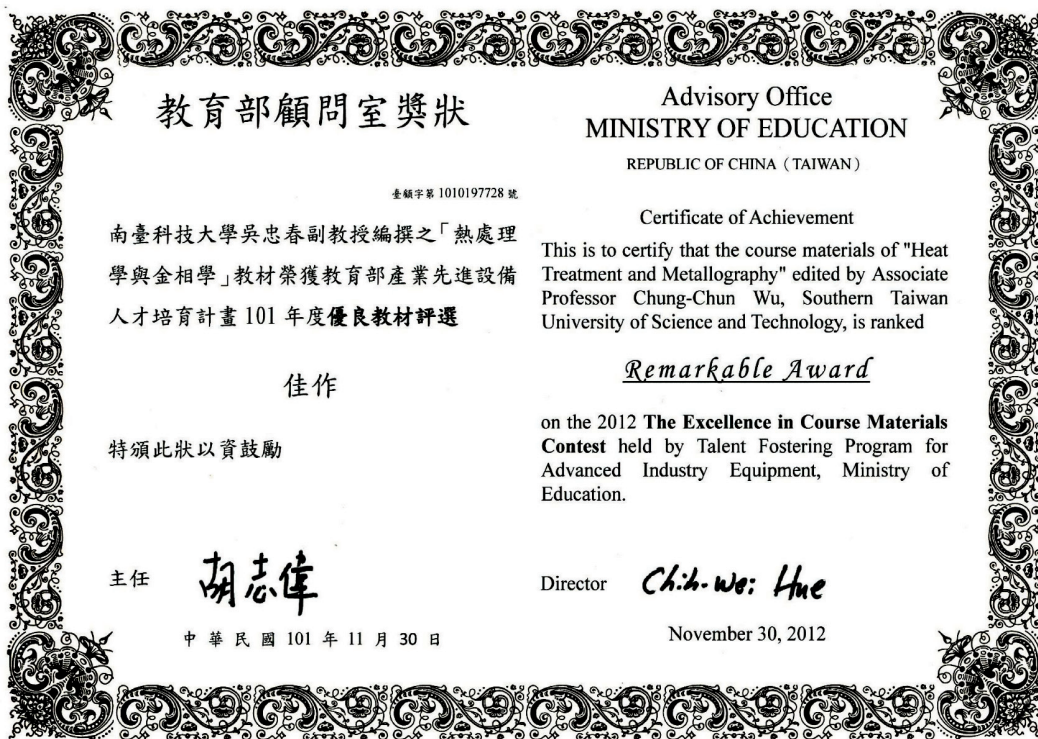 教育部顧問室獎狀
臺顧字第 1010197728 號
南臺科技大學吳忠春副教授編撰之「熱處理
學與金相學」教材榮獲教育部產業先進設備
人才培育計畫 101 年度優良教材評選
佳作
特頒此狀以資鼓勵
主任 胡志偉
中華民國 101 年 11 月 30 日
Advisory Office
MINISTRY OF EDUCATION
REPUBLIC OF CHINA（TAIWAN）
Certificate of Achievement
This is to certify that the course materials of "Heat
Treatment and Metallography" edited by Associate
Professor Chung-Chun Wu, Southern Taiwan
University of Science and Technology, is ranked
Remarkable Award
on the 2012 The Excellence in Course Materials
Contest held by Talent Fostering Program for
Advanced Industry Equipment, Ministry of
Education.
Director Chih-Wei Hue
November 30, 2012